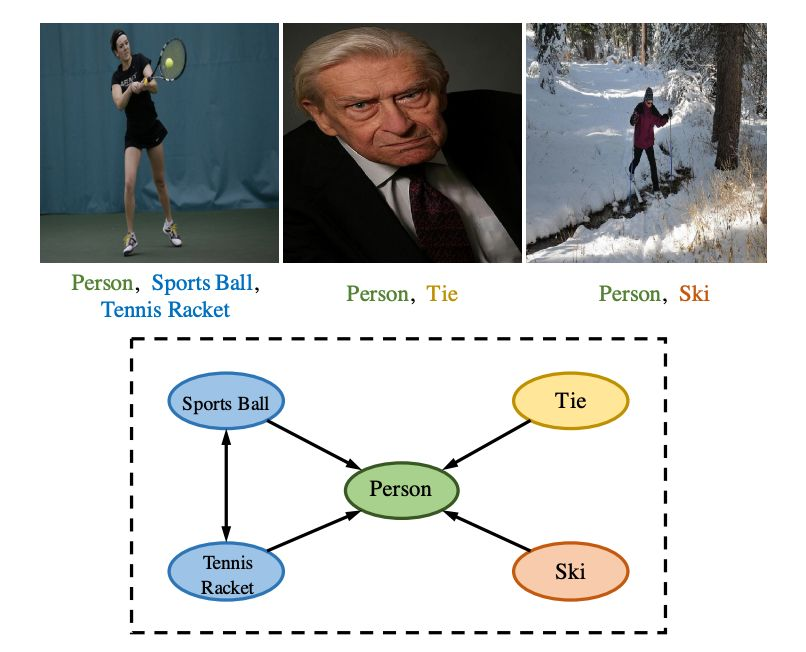 Person, Sports Ball,
Tennis Racket
Person, Tie
Person, Ski
Sports Ball
Tie
Person
Tennis
Racket
Ski